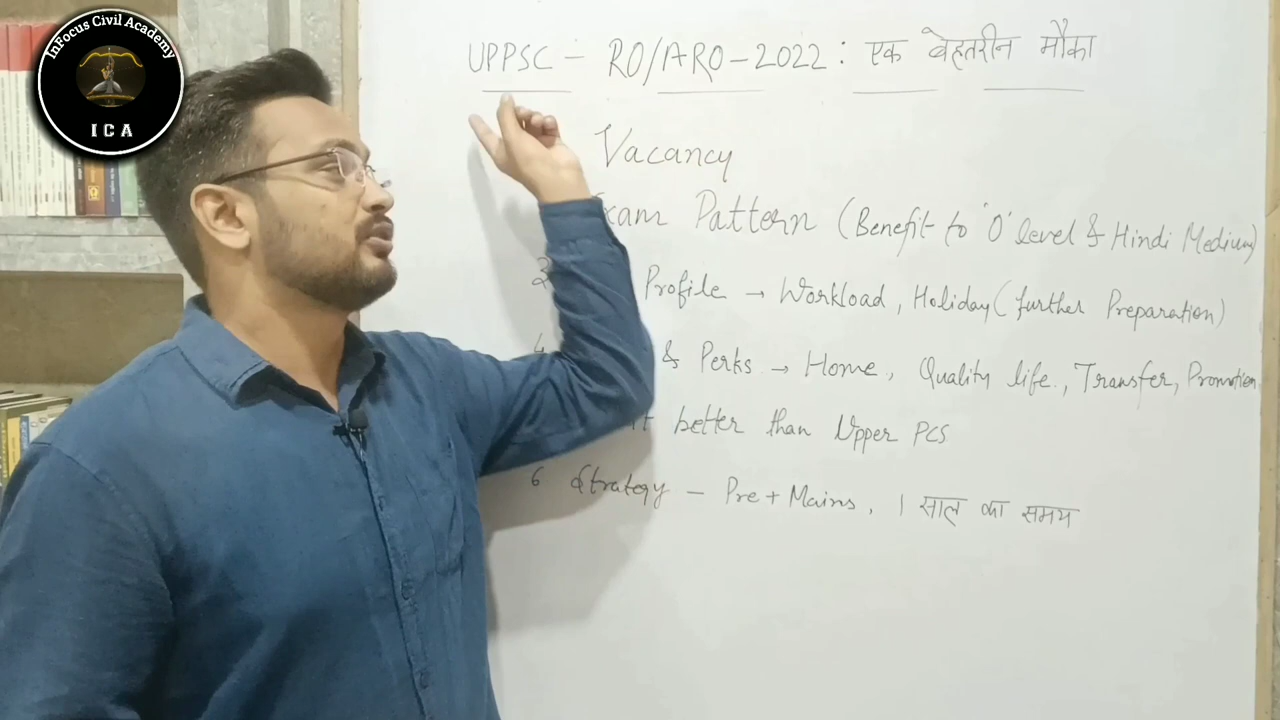 InFocus Civil Academy
ICA
UPPSC - RO/ARO-2022: एक बेहतरीन मौका
Vacancy
Pattern (Benefit to 'O' level & Hindi Medium)
Profile → Workload, Holiday (further Preparation)
4. & Perks → Home, Quality life., Transfer, Promotion
better than Upper PCS
6. Strategy - Pre + Mains, 1 साल का समय